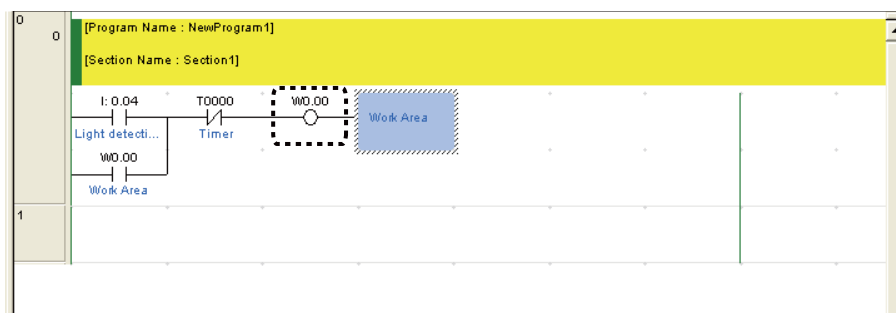 0
0
[Program Name : NewProgram1]
[Section Name : Section1]
I: 0.04
T0000
W0.00
Light detecti...
Timer
Work Area
W0.00
Work Area
1